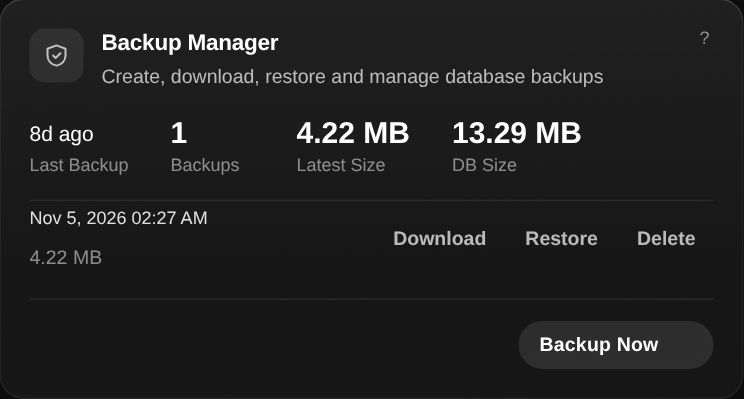 Backup Manager
?
Create, download, restore and manage database backups
8d ago
1
4.22 MB
13.29 MB
Last Backup
Backups
Latest Size
DB Size
Nov 5, 2026 02:27 AM
4.22 MB
Download
Restore
Delete
Backup Now